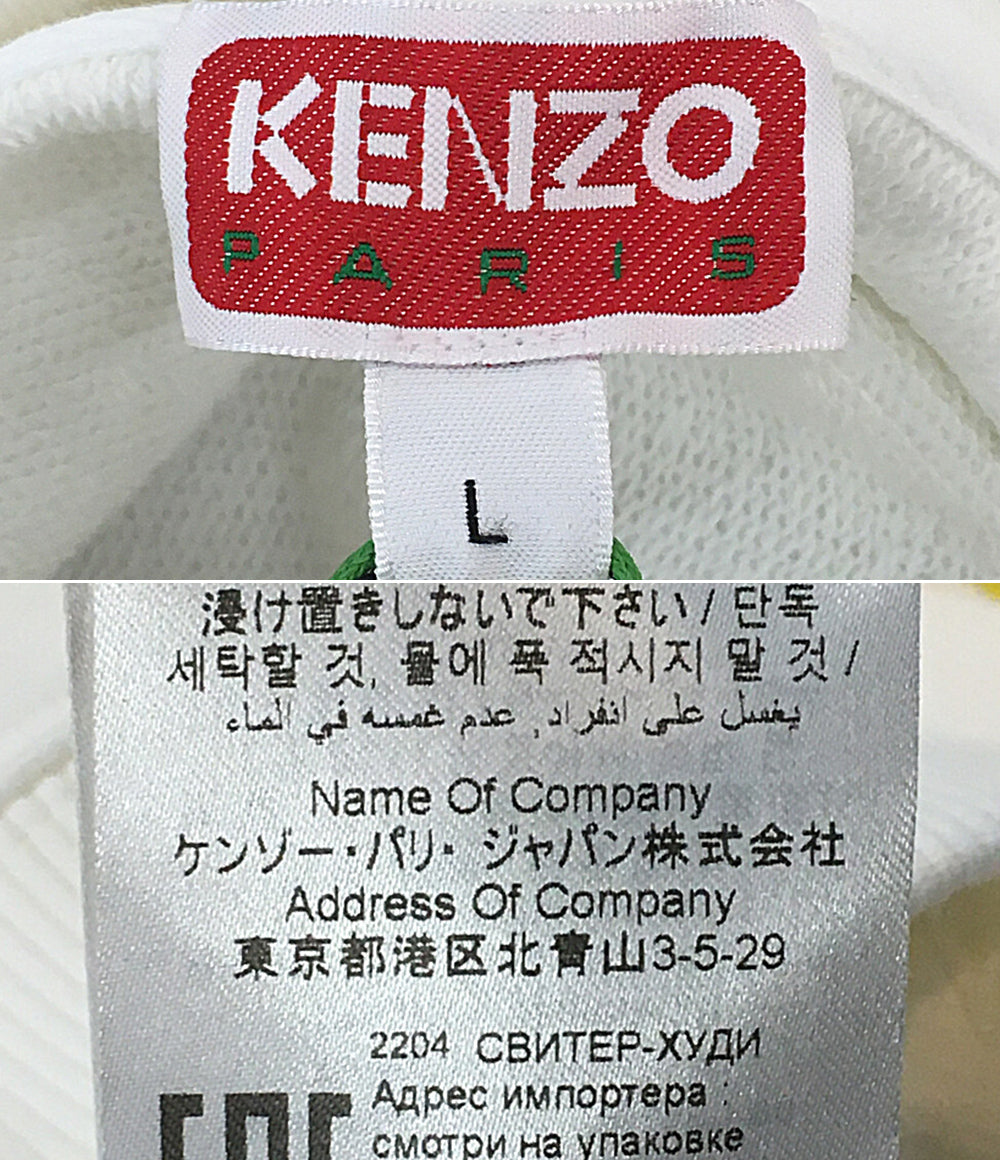 KENZO
PARIS
L
浸け置きしないで下さい / 단독
세탁할 것, 물에 푹 적시지 말 것 /
يغسل على انفراد, عدم غمسه في الماء
Name Of Company
ケンゾー・パリ・ ジャパン株式会社
Address Of Company
東京都港区北青山3-5-29
2204 СВИТЕР-ХУДИ
Адрес импортера :
смотри на упаковке